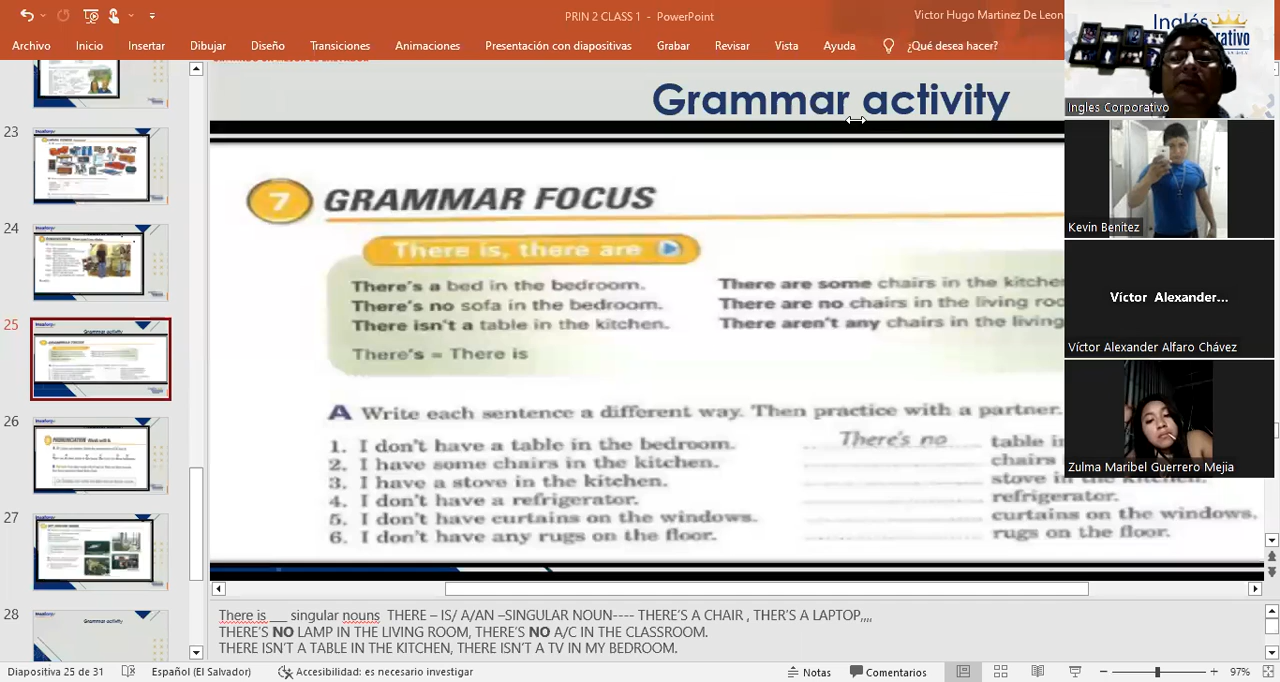 PRIN 2 CLASS 1 - PowerPoint
Victor Hugo Martinez De Leon
Archivo Inicio Insertar Dibujar Diseño Transiciones Animaciones Presentación con diapositivas Grabar Revisar Vista Ayuda ¿Qué desea hacer?
Inglés
Ingles Corporativo
Kevin Benitez
Víctor Alexander...
Víctor Alexander Alfaro Chávez
Zulma Maribel Guerrero Mejia
23
24
25
26
27
28
Grammar activity
7 GRAMMAR FOCUS
There is, there are
There's a bed in the bedroom.
There's no sofa in the bedroom.
There isn't a table in the kitchen.
There's = There is
There are some chairs in the kitche
There are no chairs in the living roo
There aren't any chairs in the living
A Write each sentence a different way. Then practice with a partner.
1. I don't have a table in the bedroom. There's no table in
2. I have some chairs in the kitchen. chairs
3. I have a stove in the kitchen. stove in the kitchen.
4. I don't have a refrigerator. refrigerator.
5. I don't have curtains on the windows. curtains on the windows.
6. I don't have any rugs on the floor. rugs on the floor.
There is ___ singular nouns THERE – IS/ A/AN –SINGULAR NOUN---- THERE'S A CHAIR , THER'S A LAPTOP,,,,
THERE'S NO LAMP IN THE LIVING ROOM, THERE'S NO A/C IN THE CLASSROOM.
THERE ISN'T A TABLE IN THE KITCHEN, THERE ISN'T A TV IN MY BEDROOM.
Diapositiva 25 de 31 Español (El Salvador) Accesibilidad: es necesario investigar Notas Comentarios 97%